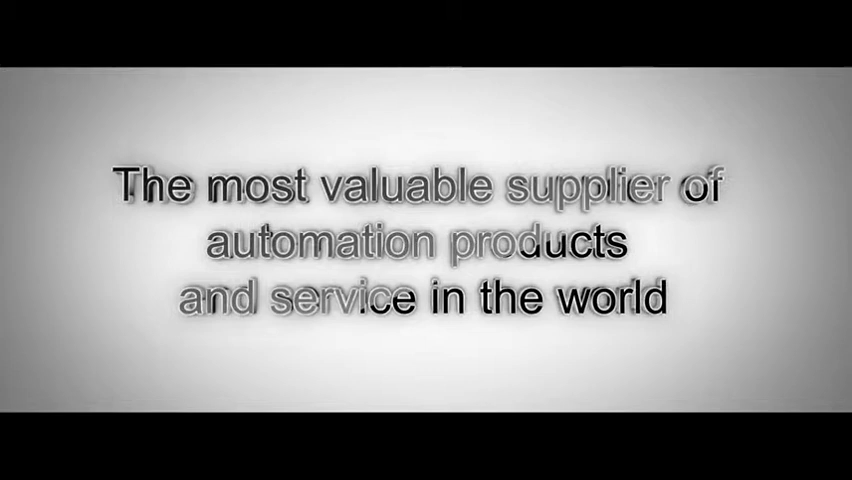 The most valuable supplier of
automation products
and service in the world